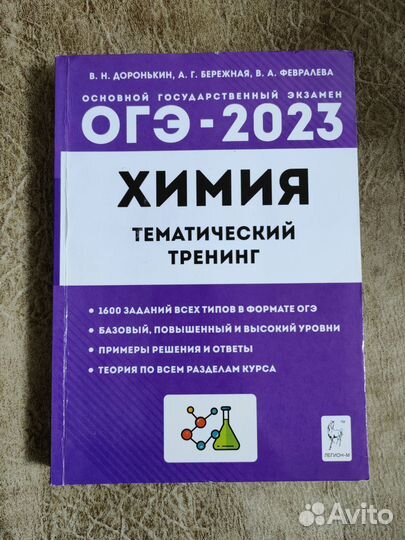 В. Н. ДОРОНЬКИН, А. Г. БЕРЕЖНАЯ, В. А. ФЕВРАЛЕВА
ОСНОВНОЙ ГОСУДАРСТВЕННЫЙ ЭКЗАМЕН
ОГЭ-2023
ХИМИЯ
ТЕМАТИЧЕСКИЙ
ТРЕНИНГ
• 1600 ЗАДАНИЙ ВСЕХ ТИПОВ В ФОРМАТЕ ОГЭ
• БАЗОВЫЙ, ПОВЫШЕННЫЙ И ВЫСОКИЙ УРОВНИ
• ПРИМЕРЫ РЕШЕНИЯ И ОТВЕТЫ
• ТЕОРИЯ ПО ВСЕМ РАЗДЕЛАМ КУРСА
TM
ЛЕГИОН-М
Avito